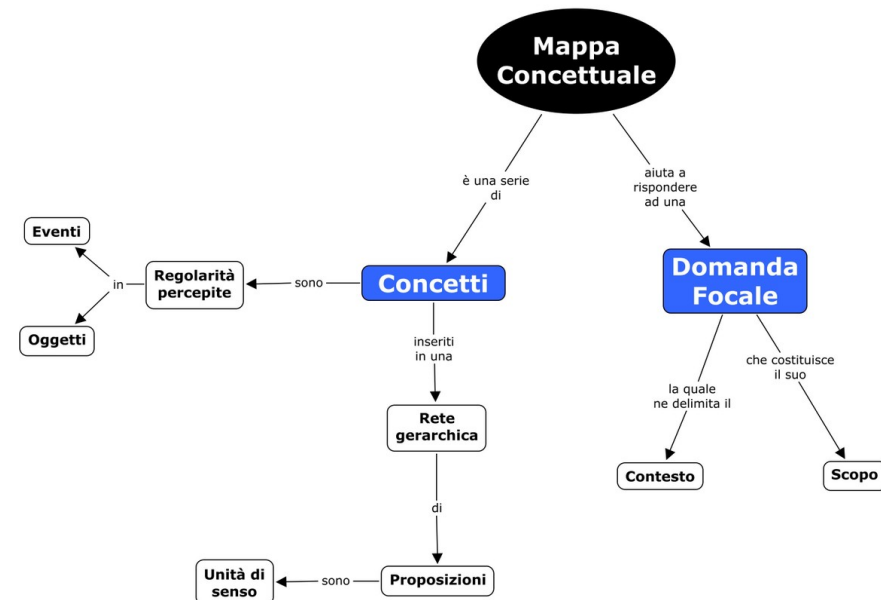 Mappa
Concettuale
è una serie
di
aiuta a
rispondere
ad una
Eventi
in
Oggetti
Regolarità
percepite
sono
Concetti
Domanda
Focale
inseriti
in una
Rete
gerarchica
la quale
ne delimita il
che costituisce
il suo
Contesto
Scopo
di
Unità di
senso
sono
Proposizioni